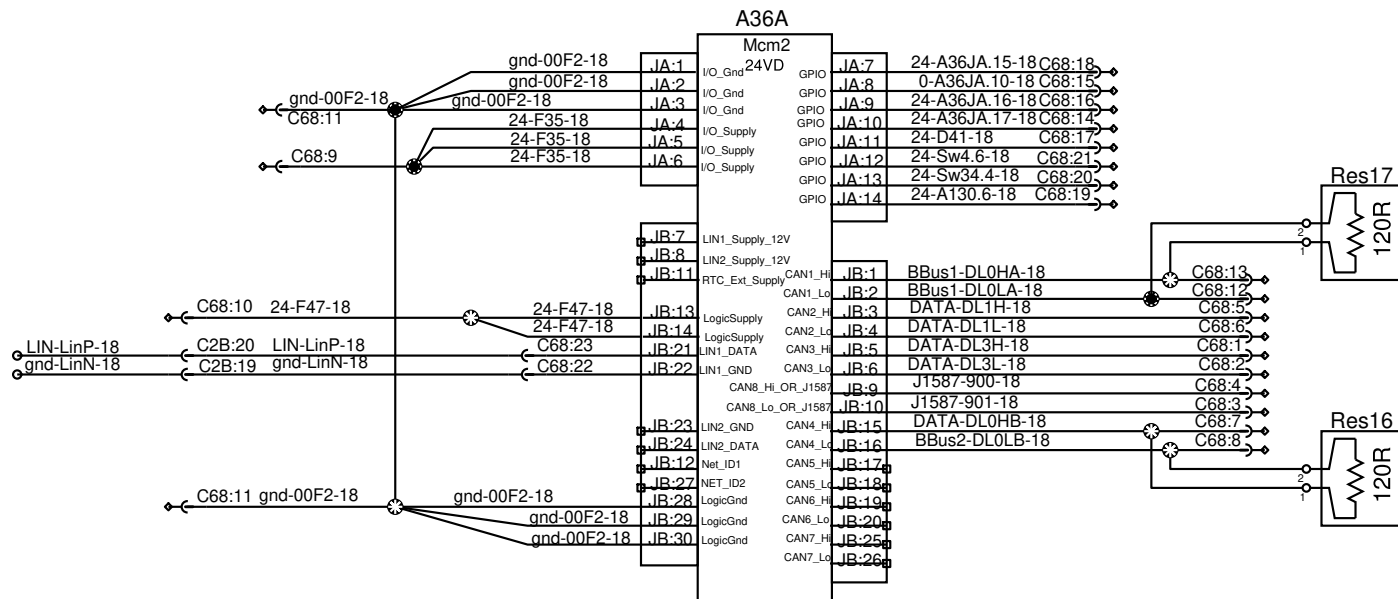 A36A
Mcm2
24VD
gnd-00F2-18 JA:1 I/O_Gnd GPIO JA:7 24-A36JA.15-18 C68:18
gnd-00F2-18 JA:2 I/O_Gnd GPIO JA:8 0-A36JA.10-18 C68:15
gnd-00F2-18 C68:11 gnd-00F2-18 JA:3 I/O_Gnd GPIO JA:9 24-A36JA.16-18 C68:16
24-F35-18 JA:4 I/O_Supply GPIO JA:10 24-A36JA.17-18 C68:14
24-F35-18 JA:5 I/O_Supply GPIO JA:11 24-D41-18 C68:17
C68:9 24-F35-18 JA:6 I/O_Supply GPIO JA:12 24-Sw4.6-18 C68:21
GPIO JA:13 24-Sw34.4-18 C68:20
GPIO JA:14 24-A130.6-18 C68:19
Res17
120R
2
1
JB:7 LIN1_Supply_12V
JB:8 LIN2_Supply_12V
JB:11 RTC_Ext_Supply CAN1_Hi JB:1 BBus1-DL0HA-18 C68:13
CAN1_Lo JB:2 BBus1-DL0LA-18 C68:12
C68:10 24-F47-18 24-F47-18 JB:13 LogicSupply CAN2_Hi JB:3 DATA-DL1H-18 C68:5
24-F47-18 JB:14 LogicSupply CAN2_Lo JB:4 DATA-DL1L-18 C68:6
LIN-LinP-18 C2B:20 LIN-LinP-18 C68:23 JB:21 LIN1_DATA CAN3_Hi JB:5 DATA-DL3H-18 C68:1
gnd-LinN-18 C2B:19 gnd-LinN-18 C68:22 JB:22 LIN1_GND CAN3_Lo JB:6 DATA-DL3L-18 C68:2
CAN8_Hi_OR_J1587 JB:9 J1587-900-18 C68:4
CAN8_Lo_OR_J1587 JB:10 J1587-901-18 C68:3
JB:23 LIN2_GND CAN4_Hi JB:15 DATA-DL0HB-18 C68:7
JB:24 LIN2_DATA CAN4_Lo JB:16 BBus2-DL0LB-18 C68:8
Res16
120R
2
1
JB:12 Net_ID1 CAN5_Hi JB:17
JB:27 NET_ID2 CAN5_Lo JB:18
C68:11 gnd-00F2-18 gnd-00F2-18 JB:28 LogicGnd CAN6_Hi JB:19
gnd-00F2-18 JB:29 LogicGnd CAN6_Lo JB:20
gnd-00F2-18 JB:30 LogicGnd CAN7_Hi JB:25
CAN7_Lo JB:26